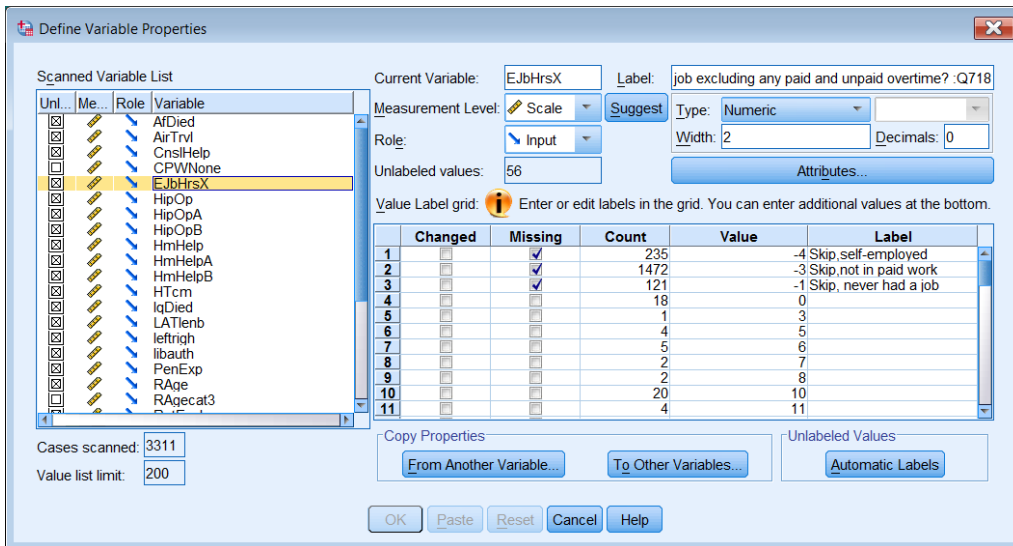 Define Variable Properties
Scanned Variable List
Unl... Me... Role Variable
AfDied
AirTrvl
CnslHelp
CPWNone
EJbHrsX
HipOp
HipOpA
HipOpB
HmHelp
HmHelpA
HmHelpB
HTcm
IqDied
LATlenb
leftrigh
libauth
PenExp
RAge
RAgecat3
Cases scanned: 3311
Value list limit: 200
Current Variable: EJbHrsX Label: job excluding any paid and unpaid overtime? :Q718
Measurement Level: Scale Suggest Type: Numeric
Role: Input Width: 2 Decimals: 0
Unlabeled values: 56 Attributes...
Value Label grid: Enter or edit labels in the grid. You can enter additional values at the bottom.
Changed Missing Count Value Label
1 235 -4 Skip,self-employed
2 1472 -3 Skip,not in paid work
3 121 -1 Skip, never had a job
4 18 0
5 1 3
6 4 5
7 5 6
8 2 7
9 2 8
10 20 10
11 4 11
Copy Properties
From Another Variable... To Other Variables...
Unlabeled Values
Automatic Labels
OK Paste Reset Cancel Help